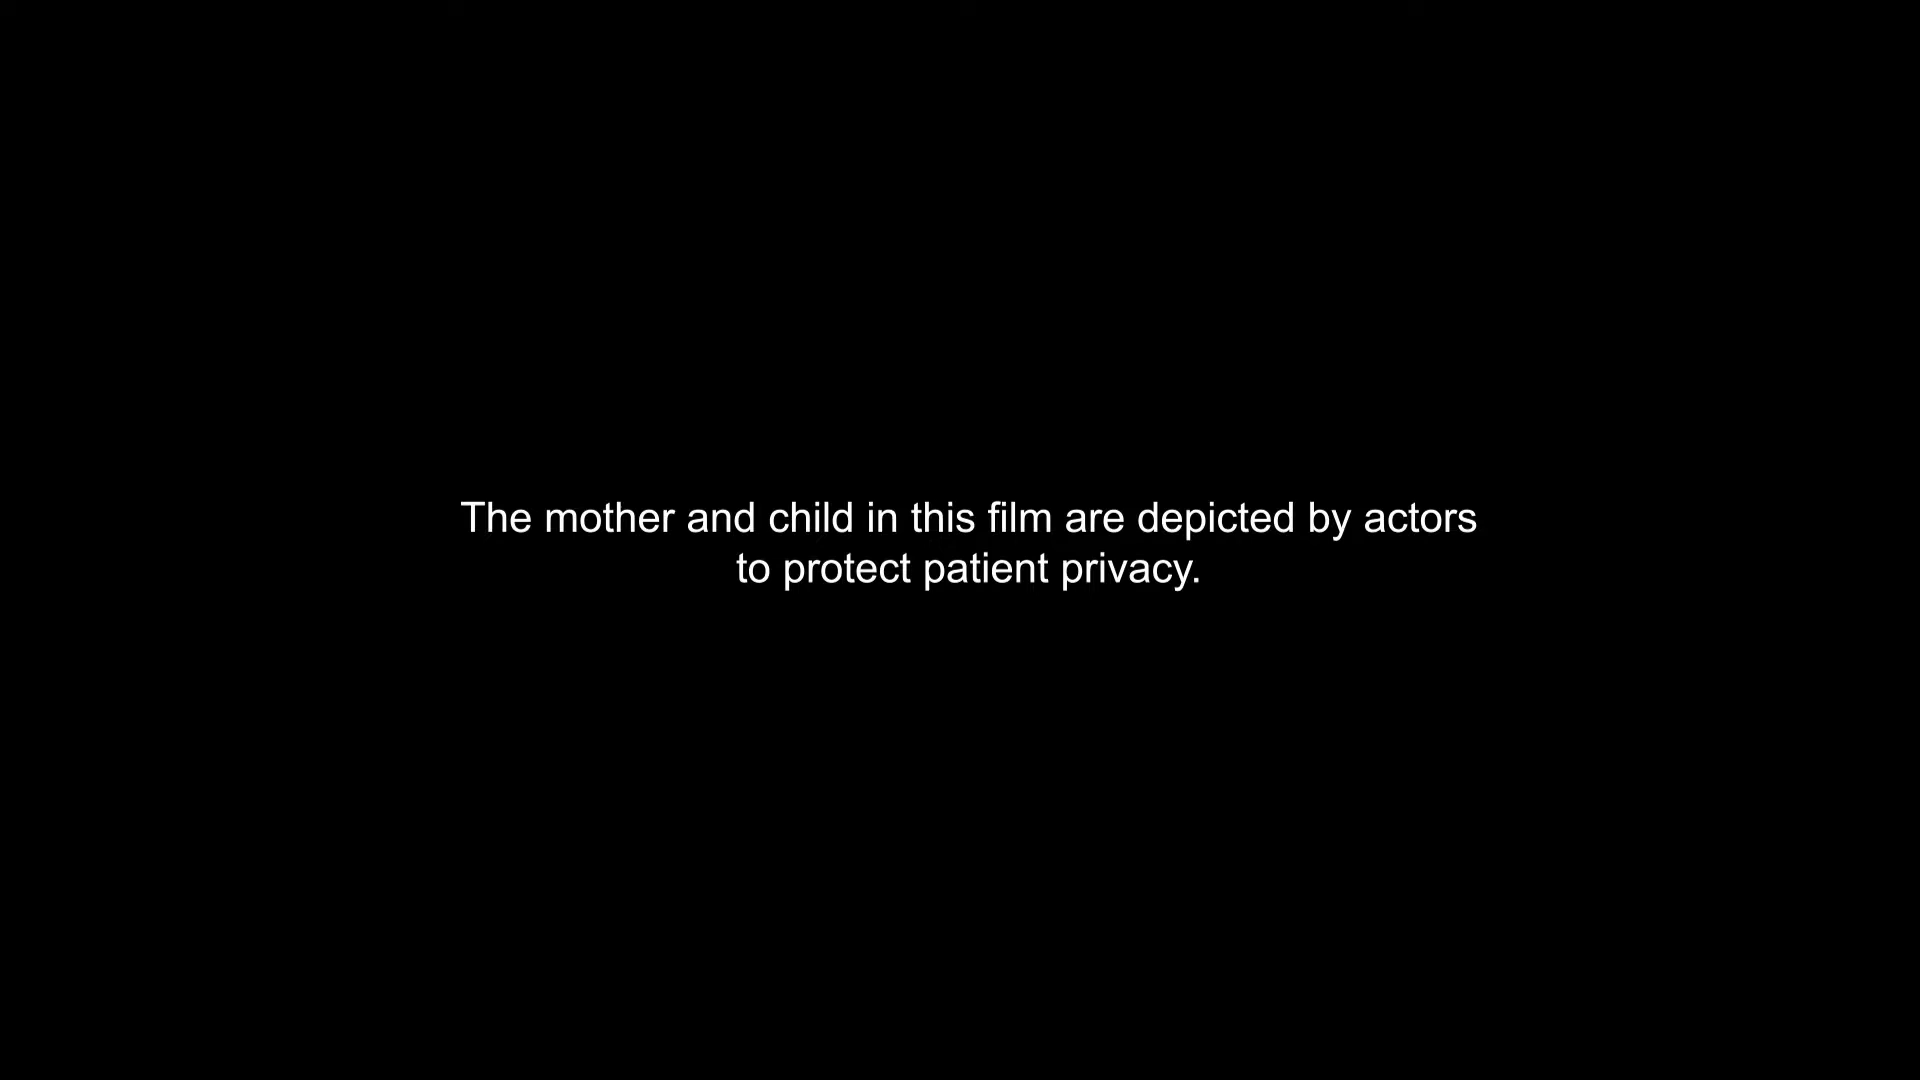 The mother and child in this film are depicted by actors
to protect patient privacy.